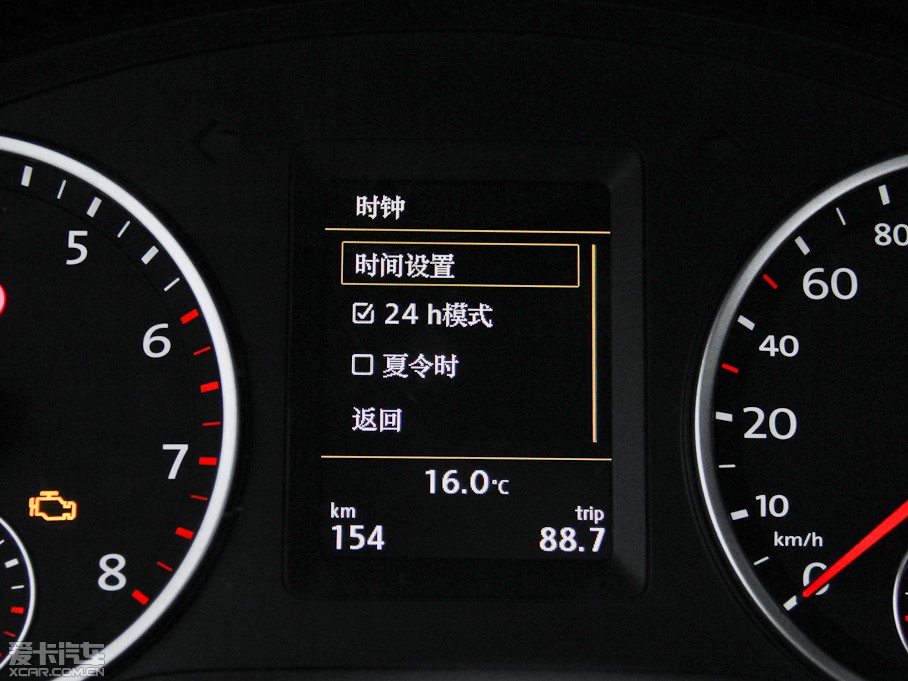 时钟
时间设置
24 h模式
夏令时
返回
16.0°C
km
trip
154
88.7
5
6
7
8
80
60
40
20
10
km/h
0
爱卡汽车
XCAR.COM.CN